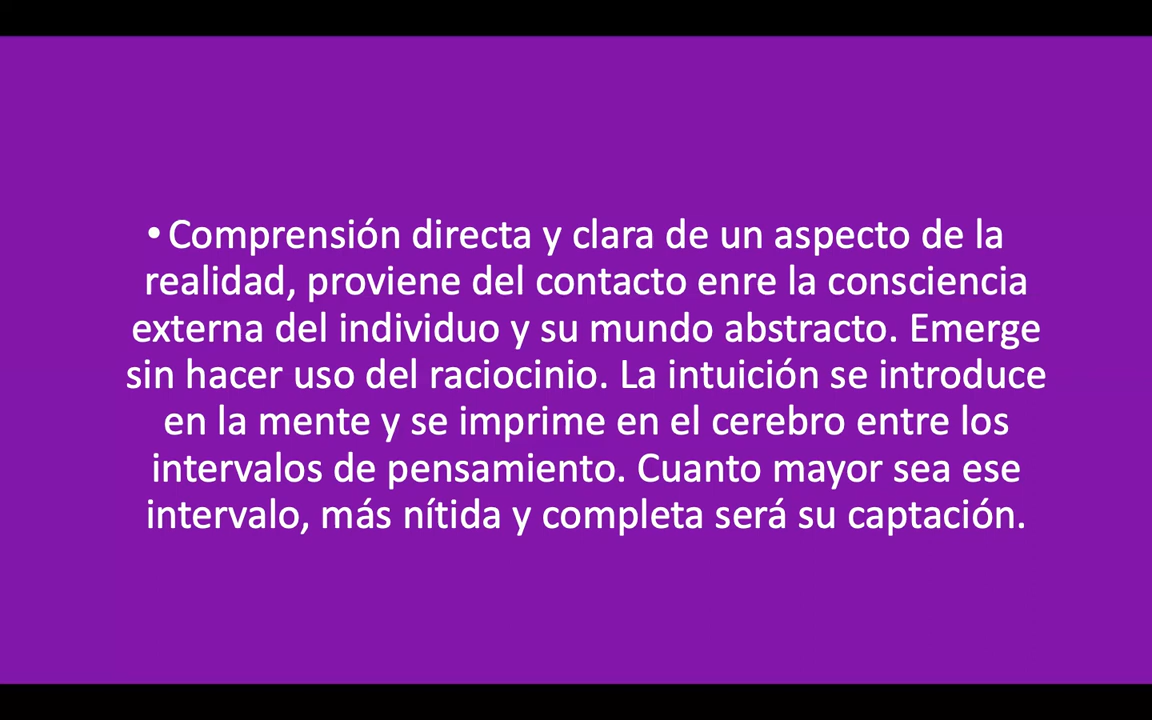 • Comprensión directa y clara de un aspecto de la
realidad, proviene del contacto enre la consciencia
externa del individuo y su mundo abstracto. Emerge
sin hacer uso del raciocinio. La intuición se introduce
en la mente y se imprime en el cerebro entre los
intervalos de pensamiento. Cuanto mayor sea ese
intervalo, más nítida y completa será su captación.